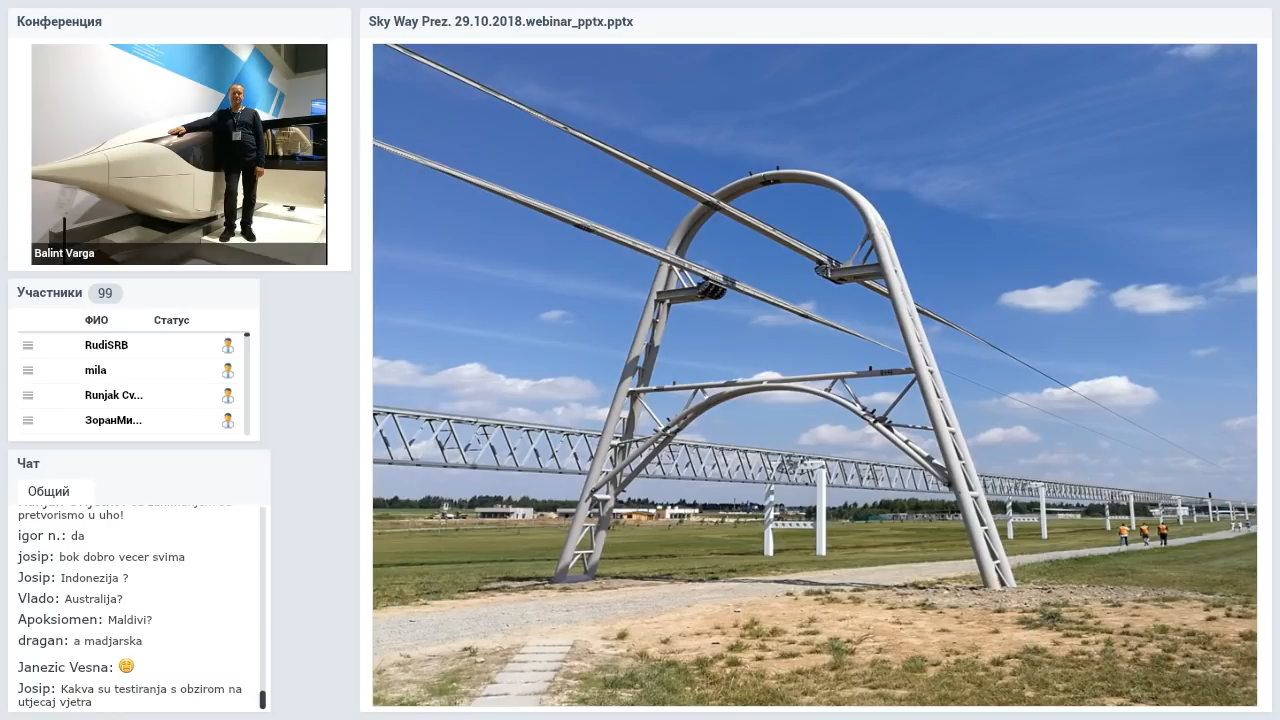 Конференция
Balint Varga
Участники 99
ФИО Статус
RudiSRB
mila
Runjak Cv...
ЗоранМи...
Чат
Общий
pretvorismo u uho!
igor n.: da
josip: bok dobro vecer svima
Josip: Indonezija ?
Vlado: Australija?
Apoksiomen: Maldivi?
dragan: a madjarska
Janezic Vesna:
Josip: Kakva su testiranja s obzirom na
utjecaj vjetra
Sky Way Prez. 29.10.2018.webinar_pptx.pptx